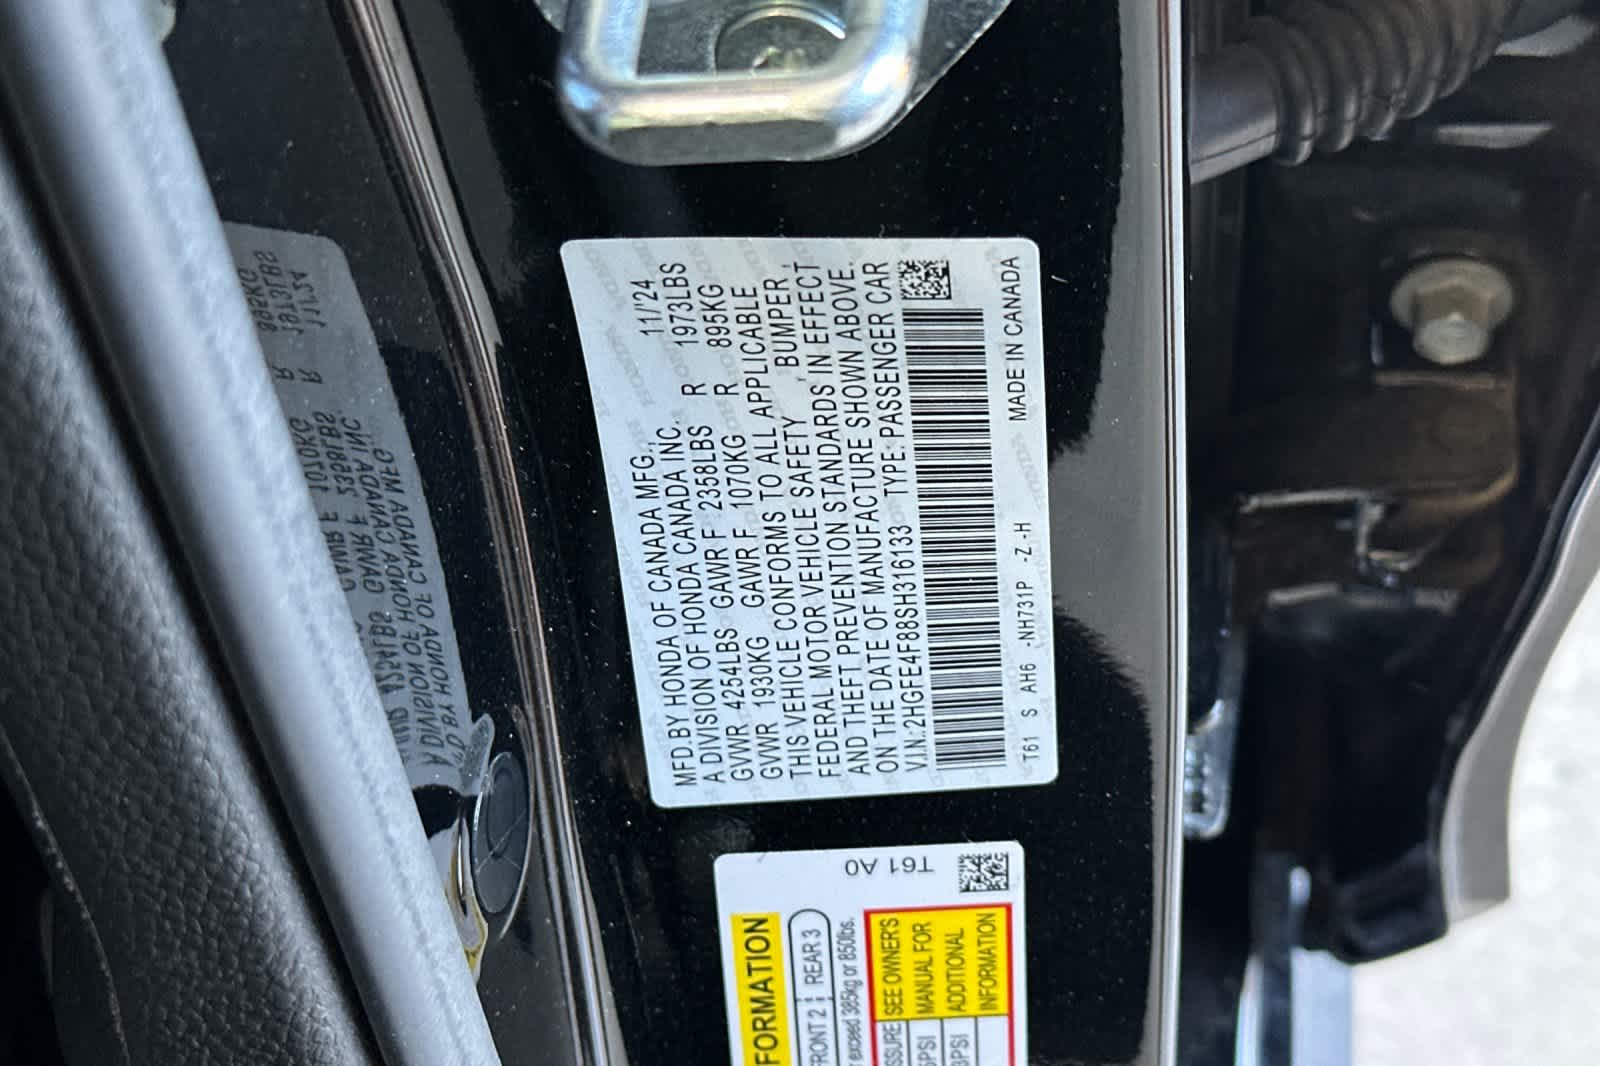 MFD.BY HONDA OF CANADA MFG., 11/'24
A DIVISION OF HONDA CANADA INC.
GVWR 4254LBS GAWR F 2358LBS R 1973LBS
GVWR 1930KG GAWR F 1070KG R 895KG
THIS VEHICLE CONFORMS TO ALL APPLICABLE
FEDERAL MOTOR VEHICLE SAFETY, BUMPER,
AND THEFT PREVENTION STANDARDS IN EFFECT
ON THE DATE OF MANUFACTURE SHOWN ABOVE.
V.I.N.:2HGFE4F88SH316133 TYPE:PASSENGER CAR
T61 S AH6 -NH731P -Z -H MADE IN CANADA
T61 A0
FORMATION
FRONT 2 REAR 3
exceed 385kg or 850lbs.
SEE OWNER'S
MANUAL FOR
ADDITIONAL
INFORMATION